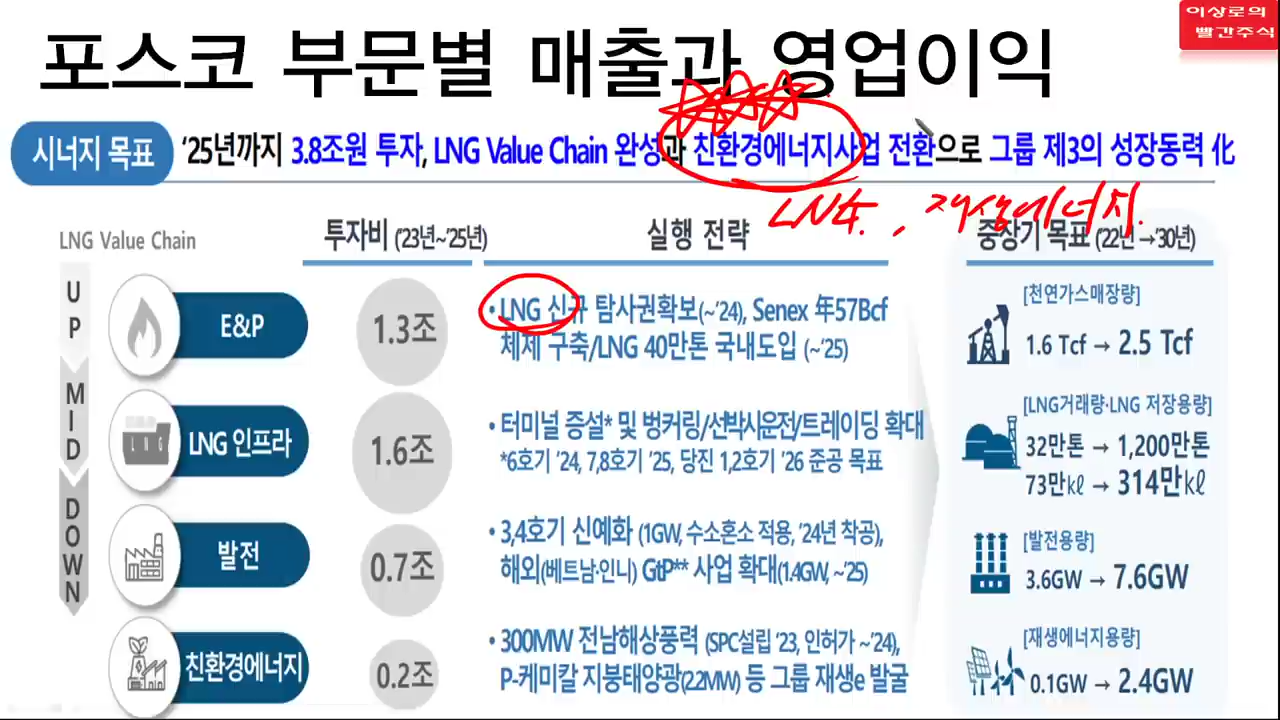 이상로의
빨간주식
포스코 부문별 매출과 영업이익
시너지 목표
‘25년까지 3.8조원 투자, LNG Value Chain 완성과 친환경에너지사업 전환으로 그룹 제3의 성장동력 化
LNG, 재생에너지.
LNG Value Chain
투자비 (‘23년~’25년)
실행 전략
중장기 목표 (‘22년 →’30년)
UP
MID
DOWN
E&P
1.3조
• LNG 신규 탐사권확보(~’24), Senex 年57Bcf
체제 구축/LNG 40만톤 국내도입 (~’25)
[천연가스매장량]
1.6 Tcf → 2.5 Tcf
LNG
LNG 인프라
1.6조
• 터미널 증설* 및 벙커링/선박시운전/트레이딩 확대
*6호기 ’24, 7,8호기 ’25, 당진 1,2호기 ’26 준공 목표
[LNG거래량·LNG 저장용량]
32만톤 → 1,200만톤
73만㎘ → 314만㎘
발전
0.7조
• 3,4호기 신예화 (1GW, 수소혼소 적용, ’24년 착공),
해외(베트남·인니) GtP** 사업 확대(1.4GW, ~’25)
[발전용량]
3.6GW → 7.6GW
친환경에너지
0.2조
• 300MW 전남해상풍력 (SPC설립 ’23, 인허가 ~’24),
P-케미칼 지붕태양광(22MW) 등 그룹 재생e 발굴
[재생에너지용량]
0.1GW → 2.4GW